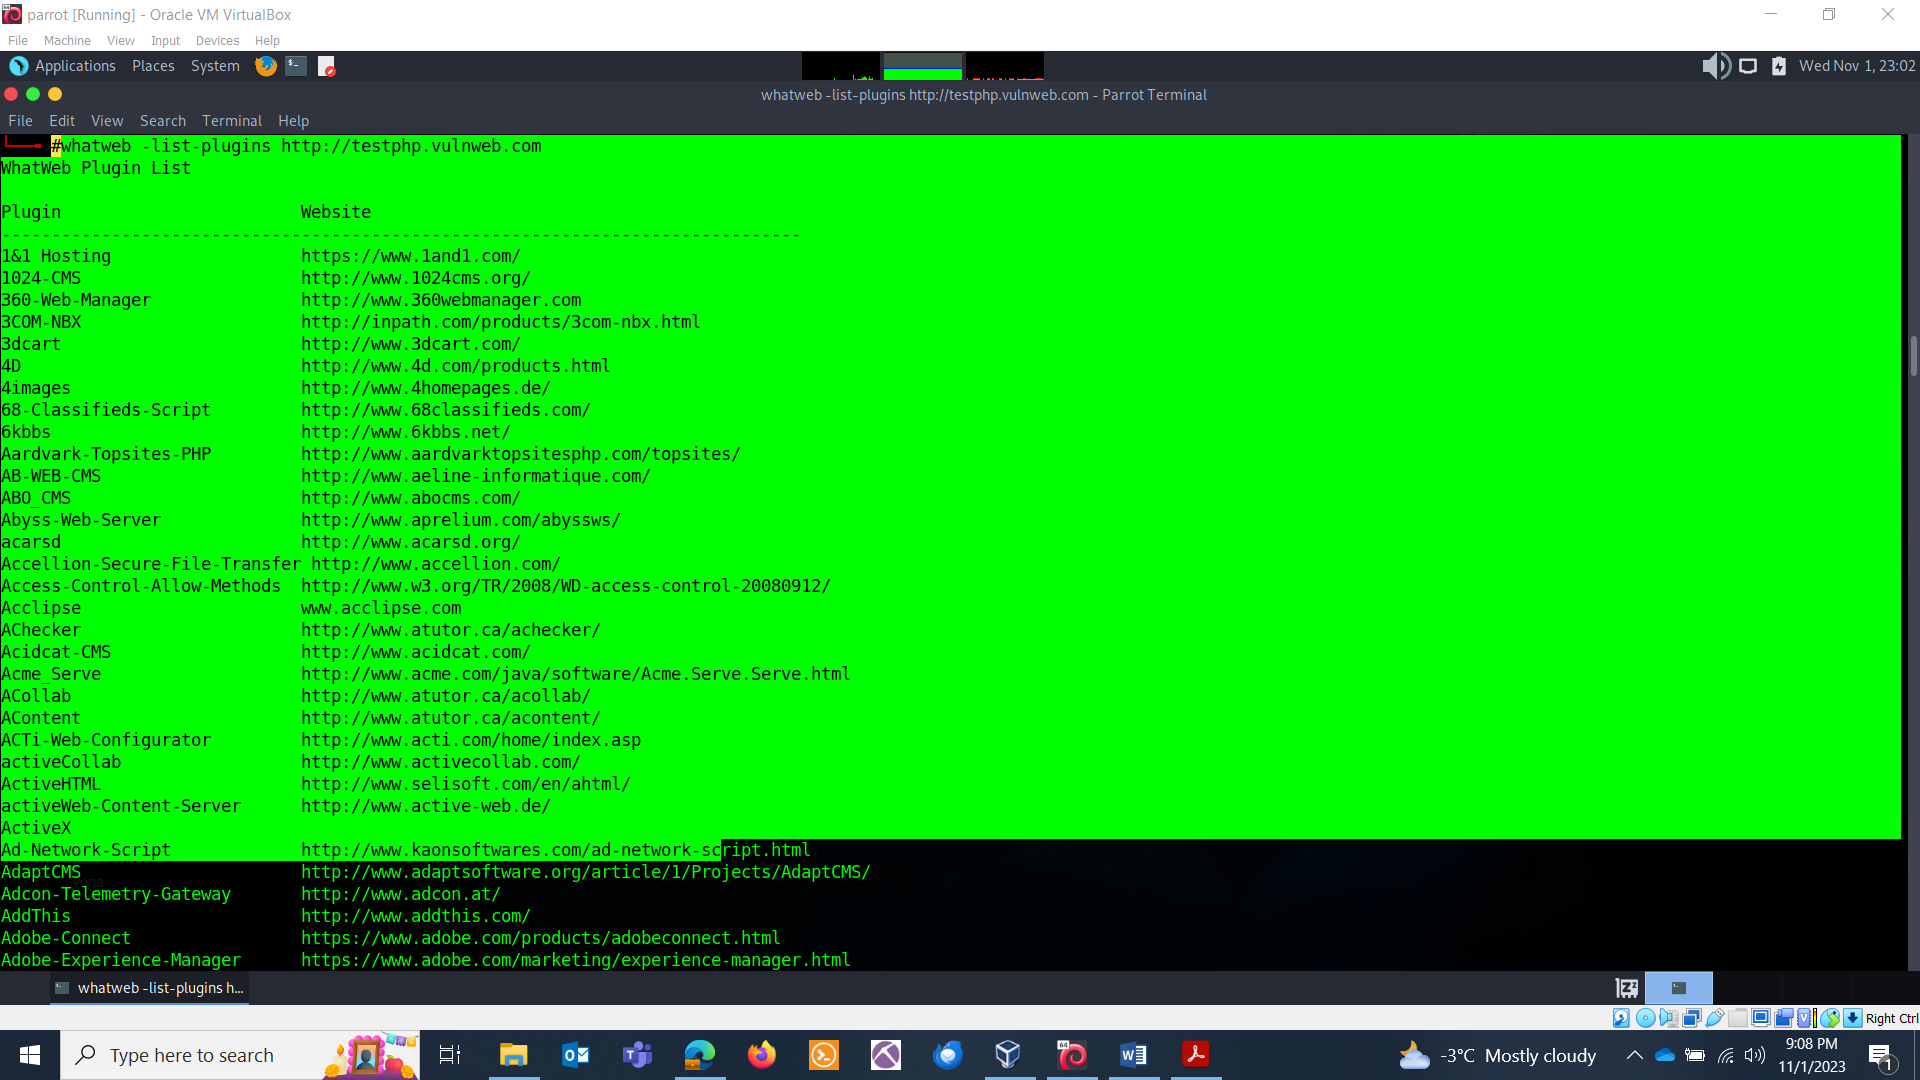 parrot [Running] - Oracle VM VirtualBox
File Machine View Input Devices Help
Applications Places System
Wed Nov 1, 23:02
whatweb -list-plugins http://testphp.vulnweb.com - Parrot Terminal
File Edit View Search Terminal Help
#whatweb -list-plugins http://testphp.vulnweb.com
WhatWeb Plugin List
Plugin Website
--------------------------------------------------------------------------------
1&1 Hosting https://www.1and1.com/
1024-CMS http://www.1024cms.org/
360-Web-Manager http://www.360webmanager.com
3COM-NBX http://inpath.com/products/3com-nbx.html
3dcart http://www.3dcart.com/
4D http://www.4d.com/products.html
4images http://www.4homepages.de/
68-Classifieds-Script http://www.68classifieds.com/
6kbbs http://www.6kbbs.net/
Aardvark-Topsites-PHP http://www.aardvarktopsitesphp.com/topsites/
AB-WEB-CMS http://www.aeline-informatique.com/
ABO_CMS http://www.abocms.com/
Abyss-Web-Server http://www.aprelium.com/abyssws/
acarsd http://www.acarsd.org/
Accellion-Secure-File-Transfer http://www.accellion.com/
Access-Control-Allow-Methods http://www.w3.org/TR/2008/WD-access-control-20080912/
Acclipse www.acclipse.com
AChecker http://www.atutor.ca/achecker/
Acidcat-CMS http://www.acidcat.com/
Acme_Serve http://www.acme.com/java/software/Acme.Serve.Serve.html
ACollab http://www.atutor.ca/acollab/
AContent http://www.atutor.ca/acontent/
ACTi-Web-Configurator http://www.acti.com/home/index.asp
activeCollab http://www.activecollab.com/
ActiveHTML http://www.selisoft.com/en/ahtml/
activeWeb-Content-Server http://www.active-web.de/
ActiveX
Ad-Network-Script http://www.kaonsoftwares.com/ad-network-script.html
AdaptCMS http://www.adaptsoftware.org/article/1/Projects/AdaptCMS/
Adcon-Telemetry-Gateway http://www.adcon.at/
AddThis http://www.addthis.com/
Adobe-Connect https://www.adobe.com/products/adobeconnect.html
Adobe-Experience-Manager https://www.adobe.com/marketing/experience-manager.html
whatweb -list-plugins h...
Right Ctrl
Type here to search
-3°C Mostly cloudy
9:08 PM
11/1/2023
1